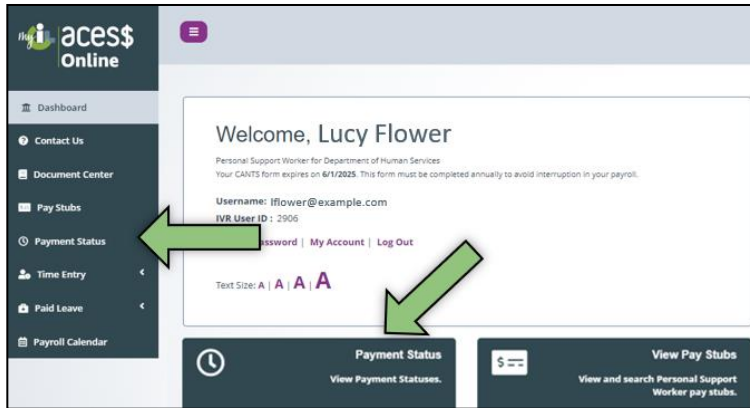 my iL aces$
Online
Dashboard
Contact Us
Document Center
Pay Stubs
Payment Status
Time Entry
Paid Leave
Payroll Calendar
Welcome, Lucy Flower
Personal Support Worker for Department of Human Services
Your CANTS form expires on 6/1/2025. This form must be completed annually to avoid interruption in your payroll.
Username: lflower@example.com
IVR User ID : 2906
assword | My Account | Log Out
Text Size: A | A | A | A
Payment Status
View Payment Statuses.
View Pay Stubs
View and search Personal Support
Worker pay stubs.